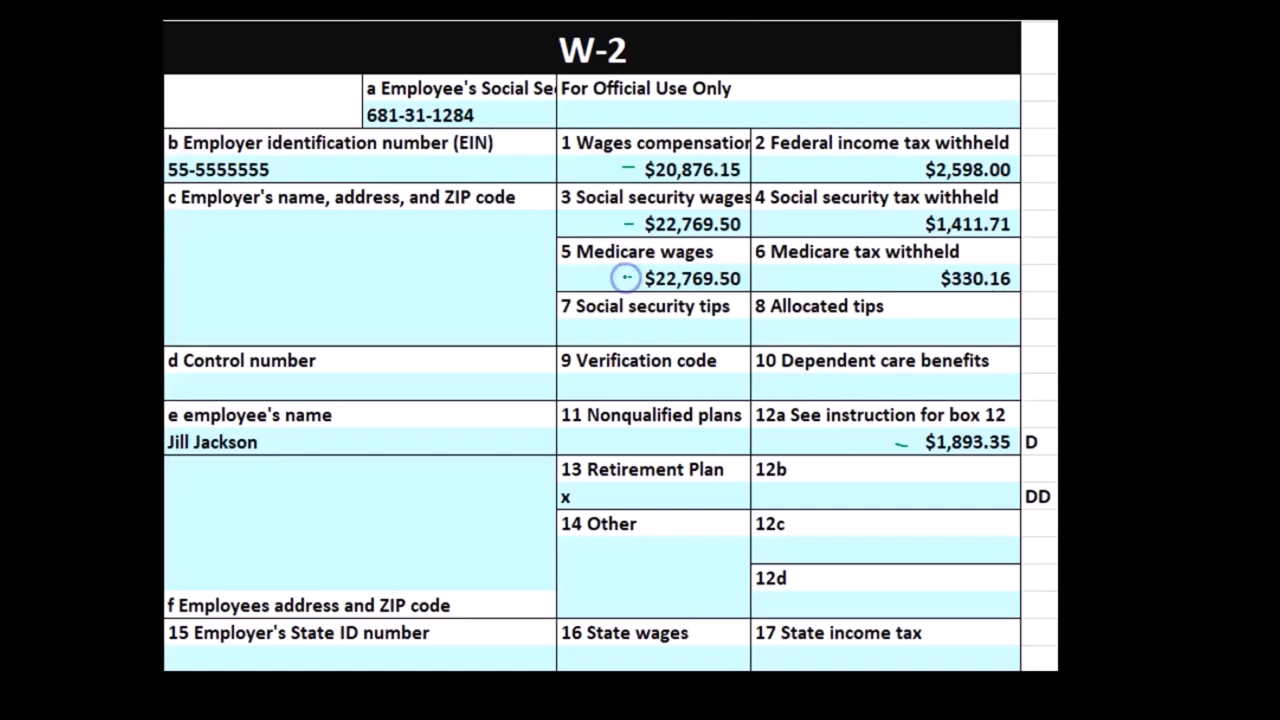 W-2
a Employee's Social Se
For Official Use Only
681-31-1284
b Employer identification number (EIN)
1 Wages compensation
2 Federal income tax withheld
55-5555555
$20,876.15
$2,598.00
c Employer's name, address, and ZIP code
3 Social security wages
4 Social security tax withheld
$22,769.50
$1,411.71
5 Medicare wages
6 Medicare tax withheld
$22,769.50
$330.16
7 Social security tips
8 Allocated tips
d Control number
9 Verification code
10 Dependent care benefits
e employee's name
11 Nonqualified plans
12a See instruction for box 12
Jill Jackson
$1,893.35
D
13 Retirement Plan
12b
x
DD
14 Other
12c
12d
f Employees address and ZIP code
15 Employer's State ID number
16 State wages
17 State income tax